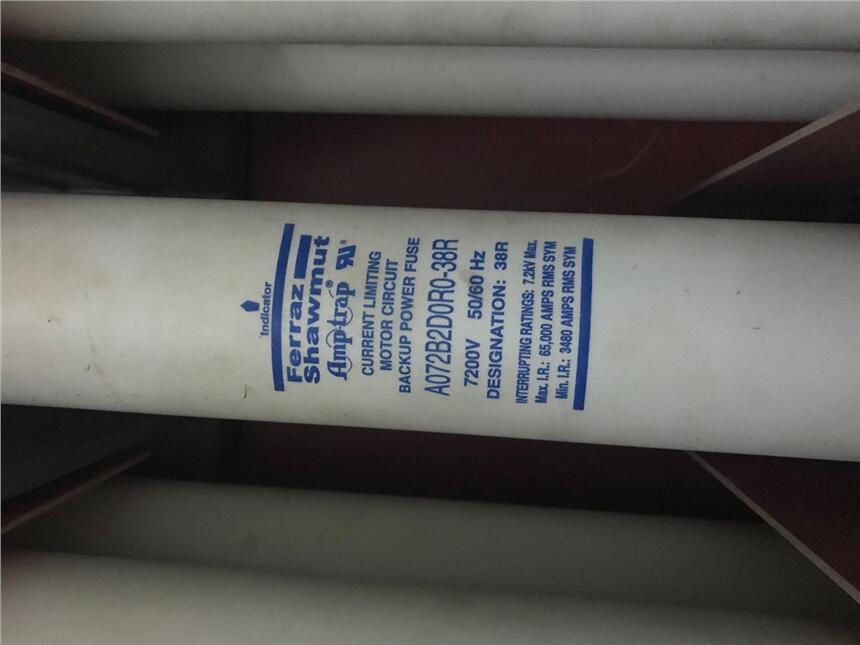 Indicator
Ferraz
Shawmut
Amp-trap®
CURRENT LIMITING
MOTOR CIRCUIT
BACKUP POWER FUSE
A072B2D0R0-38R
7200V 50/60 Hz
DESIGNATION: 38R
INTERRUPTING RATINGS: 7.2kV Max.
Max. I.R.: 65,000 AMPS RMS SYM
Min. I.R.: 3480 AMPS RMS SYM